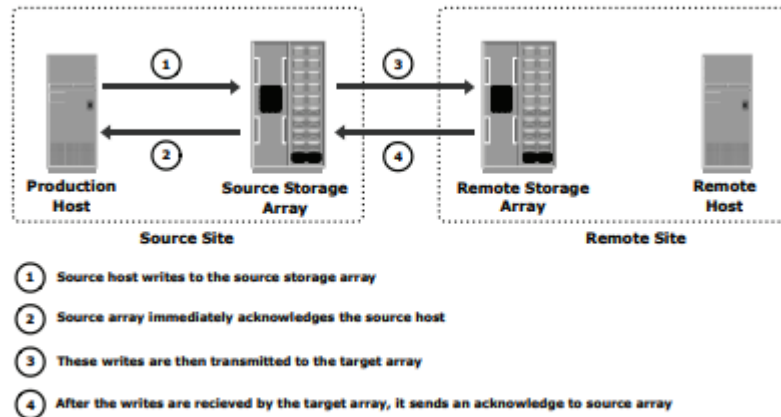 1
3
2
4
Production
Host
Source Storage
Array
Remote Storage
Array
Remote
Host
Source Site
Remote Site
1 Source host writes to the source storage array
2 Source array immediately acknowledges the source host
3 These writes are then transmitted to the target array
4 After the writes are recieved by the target array, it sends an acknowledge to source array